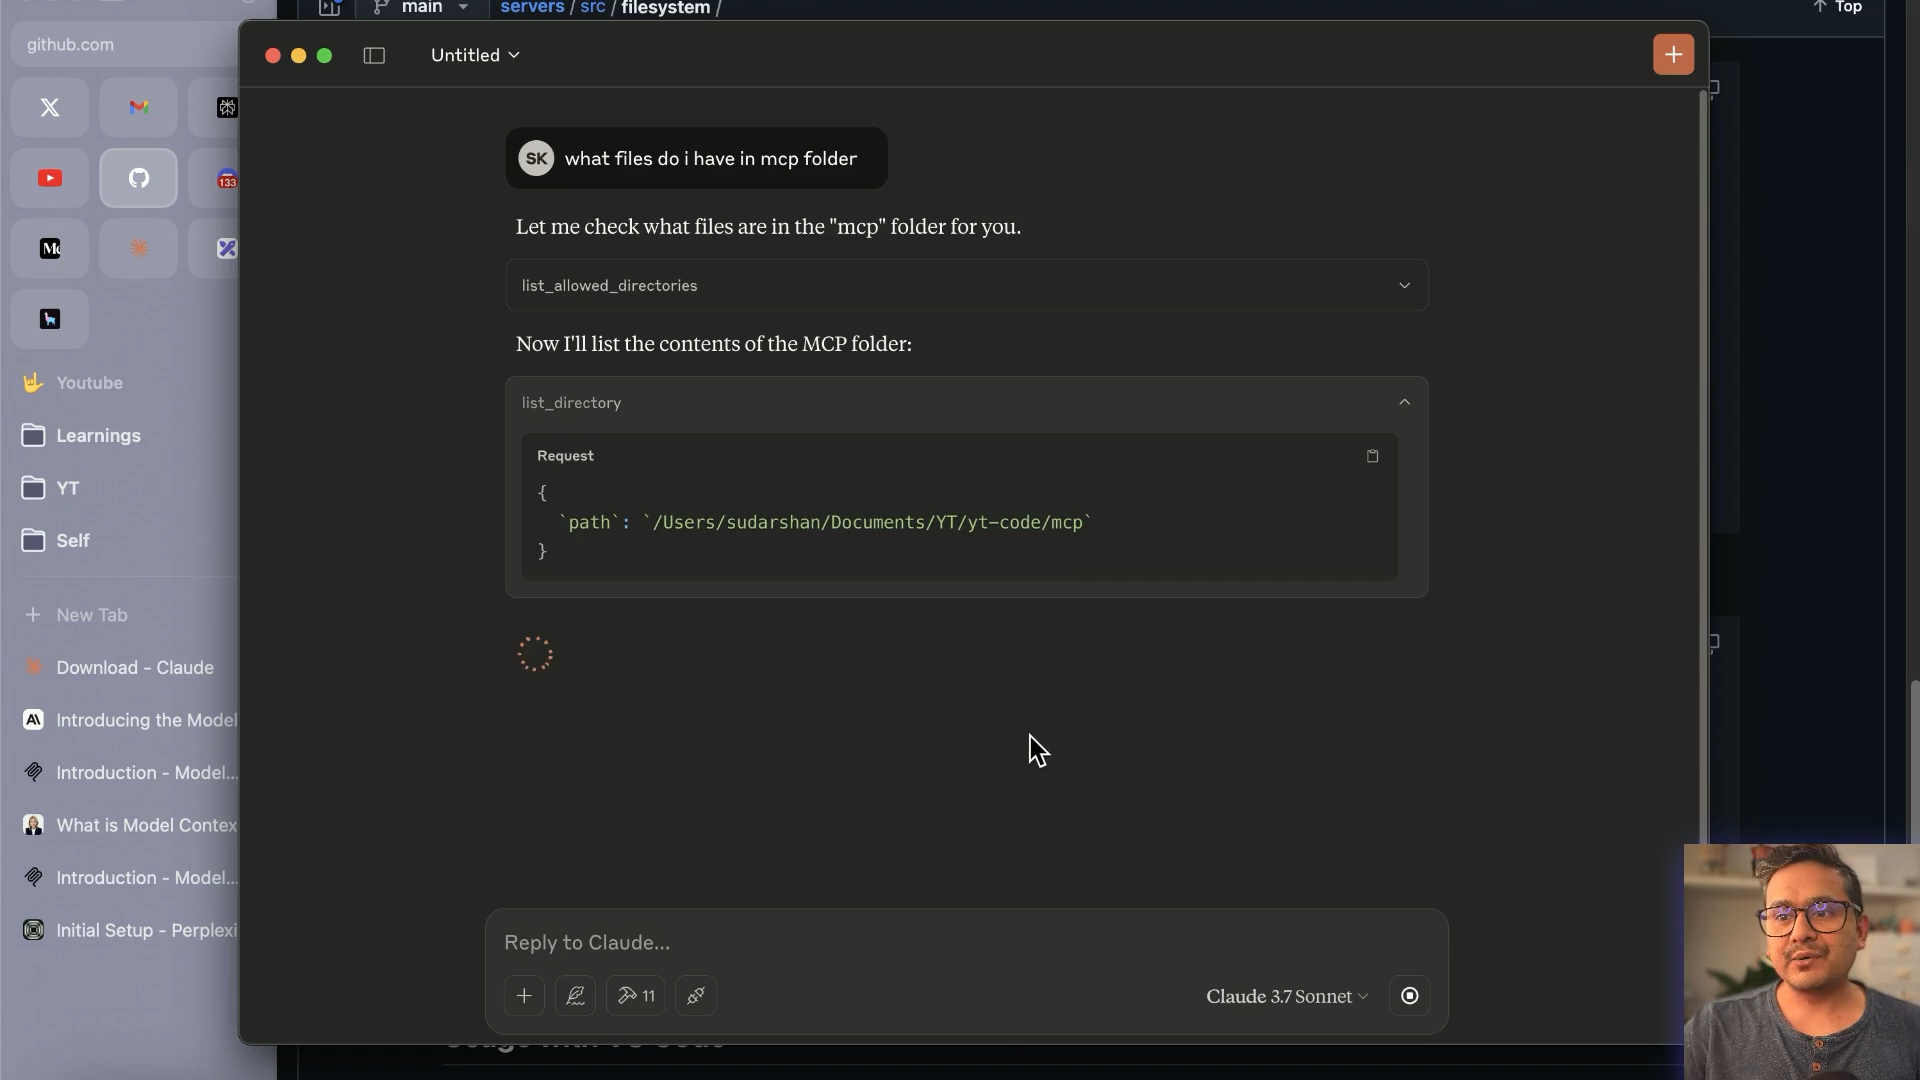 main
servers / src / filesystem /
Top
github.com
Untitled
133
SK
what files do i have in mcp folder
Let me check what files are in the "mcp" folder for you.
list_allowed_directories
Now I'll list the contents of the MCP folder:
list_directory
Request
{
`path`: `/Users/sudarshan/Documents/YT/yt-code/mcp`
}
Youtube
Learnings
YT
Self
New Tab
Download - Claude
Introducing the Model
Introduction - Model...
What is Model Contex
Introduction - Model...
Initial Setup - Perplexi
Reply to Claude...
11
Claude 3.7 Sonnet